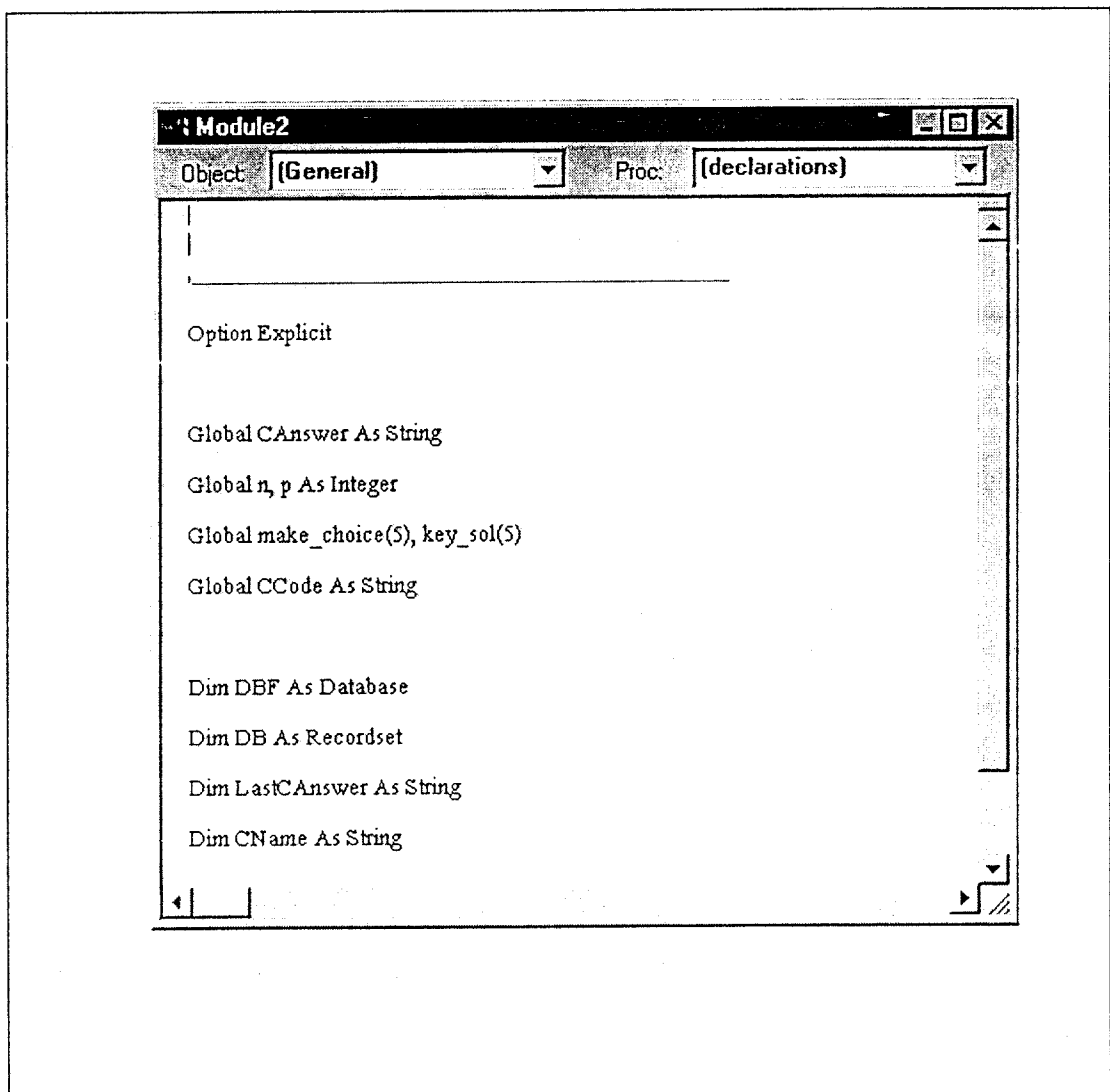 Module2
Object: (General) Proc: (declarations)
Option Explicit
Global CAnswer As String
Global n, p As Integer
Global make_choice(5), key_sol(5)
Global CCode As String
Dim DBF As Database
Dim DB As Recordset
Dim LastCAnswer As String
Dim CName As String